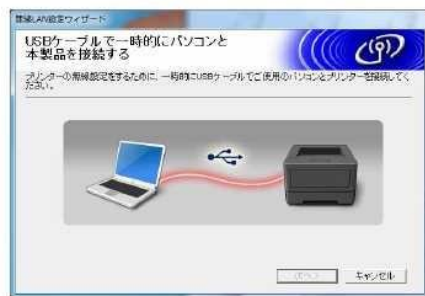 無線LAN設定ウィザード
USBケーブルで一時的にパソコンと
本製品を接続する
プリンターの無線設定をするために、一時的にUSBケーブルでご使用のパソコンとプリンターを接続してく
ださい。
次へ
キャンセル